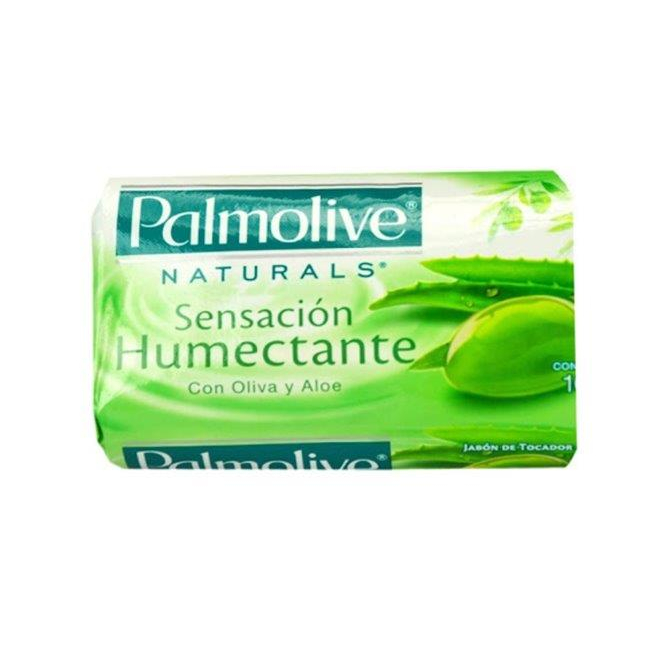 Palmolive®
NATURALS®
Sensación
Humectante
Con Oliva y Aloe
JABÓN DE TOCADOR
Palmolive®